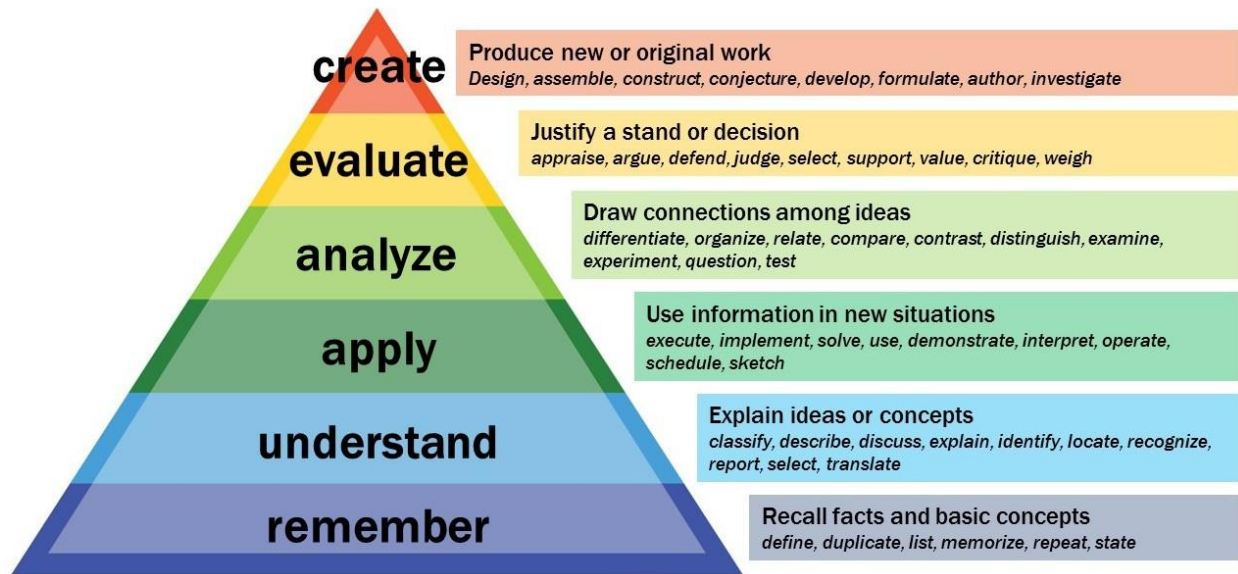 create
Produce new or original work
Design, assemble, construct, conjecture, develop, formulate, author, investigate
evaluate
Justify a stand or decision
appraise, argue, defend, judge, select, support, value, critique, weigh
analyze
Draw connections among ideas
differentiate, organize, relate, compare, contrast, distinguish, examine,
experiment, question, test
apply
Use information in new situations
execute, implement, solve, use, demonstrate, interpret, operate,
schedule, sketch
understand
Explain ideas or concepts
classify, describe, discuss, explain, identify, locate, recognize,
report, select, translate
remember
Recall facts and basic concepts
define, duplicate, list, memorize, repeat, state